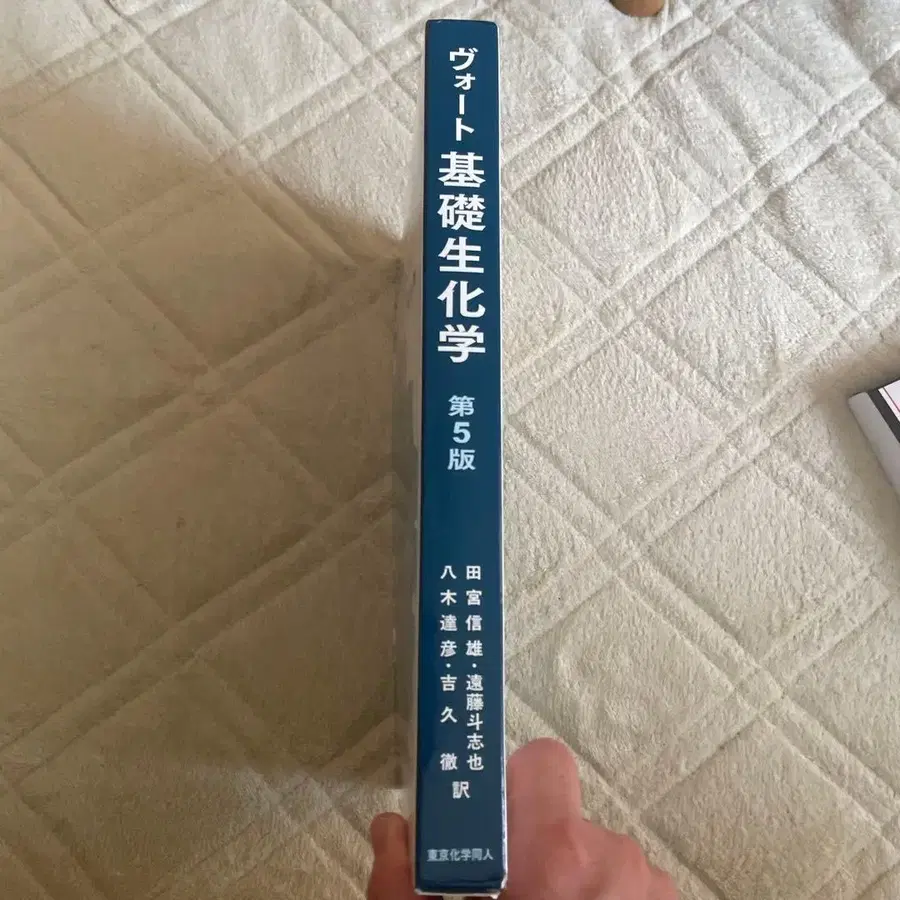 ヴォート 基礎生化学
第5版
田宮信雄・遠藤斗志也
八木達彦・吉久 徹
訳
東京化学同人